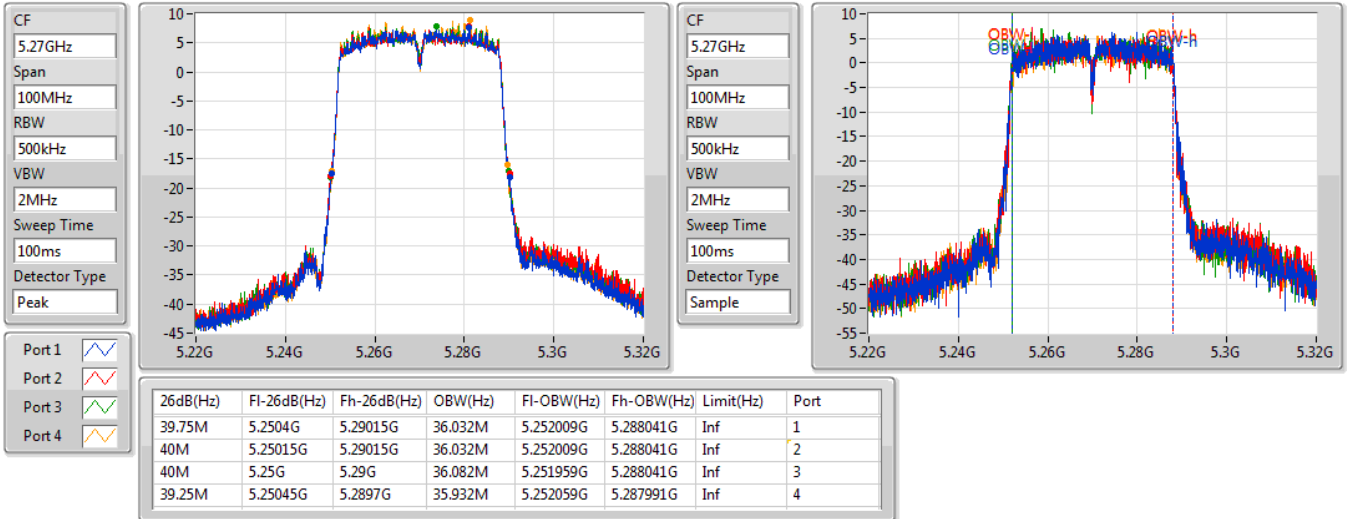 CF
5.27GHz
Span
100MHz
RBW
500kHz
VBW
2MHz
Sweep Time
100ms
Detector Type
Peak
10
5
0
-5
-10
-15
-20
-25
-30
-35
-40
-45
5.22G 5.24G 5.26G 5.28G 5.3G 5.32G
CF
5.27GHz
Span
100MHz
RBW
500kHz
VBW
2MHz
Sweep Time
100ms
Detector Type
Sample
10
5
0
-5
-10
-15
-20
-25
-30
-35
-40
-45
-50
-55
OBW-h
5.22G 5.24G 5.26G 5.28G 5.3G 5.32G
Port 1
Port 2
Port 3
Port 4
26dB(Hz) Fl-26dB(Hz) Fh-26dB(Hz) OBW(Hz) Fl-OBW(Hz) Fh-OBW(Hz) Limit(Hz) Port
39.75M 5.2504G 5.29015G 36.032M 5.252009G 5.288041G Inf 1
40M 5.25015G 5.29015G 36.032M 5.252009G 5.288041G Inf 2
40M 5.25G 5.29G 36.082M 5.251959G 5.288041G Inf 3
39.25M 5.25045G 5.2897G 35.932M 5.252059G 5.287991G Inf 4